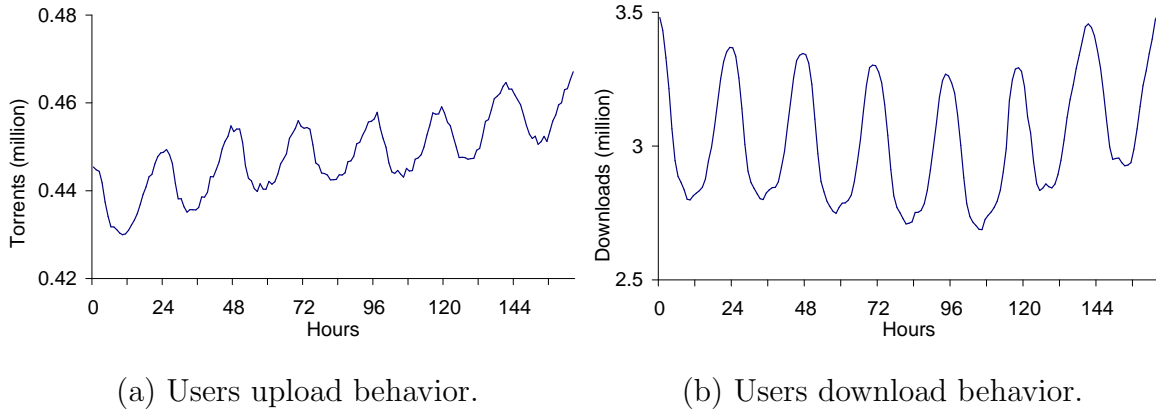 0.48
0.46
0.44
0.42
Torrents (million)
0 24 48 72 96 120 144
Hours
(a) Users upload behavior.
3.5
3
2.5
Downloads (million)
0 24 48 72 96 120 144
Hours
(b) Users download behavior.